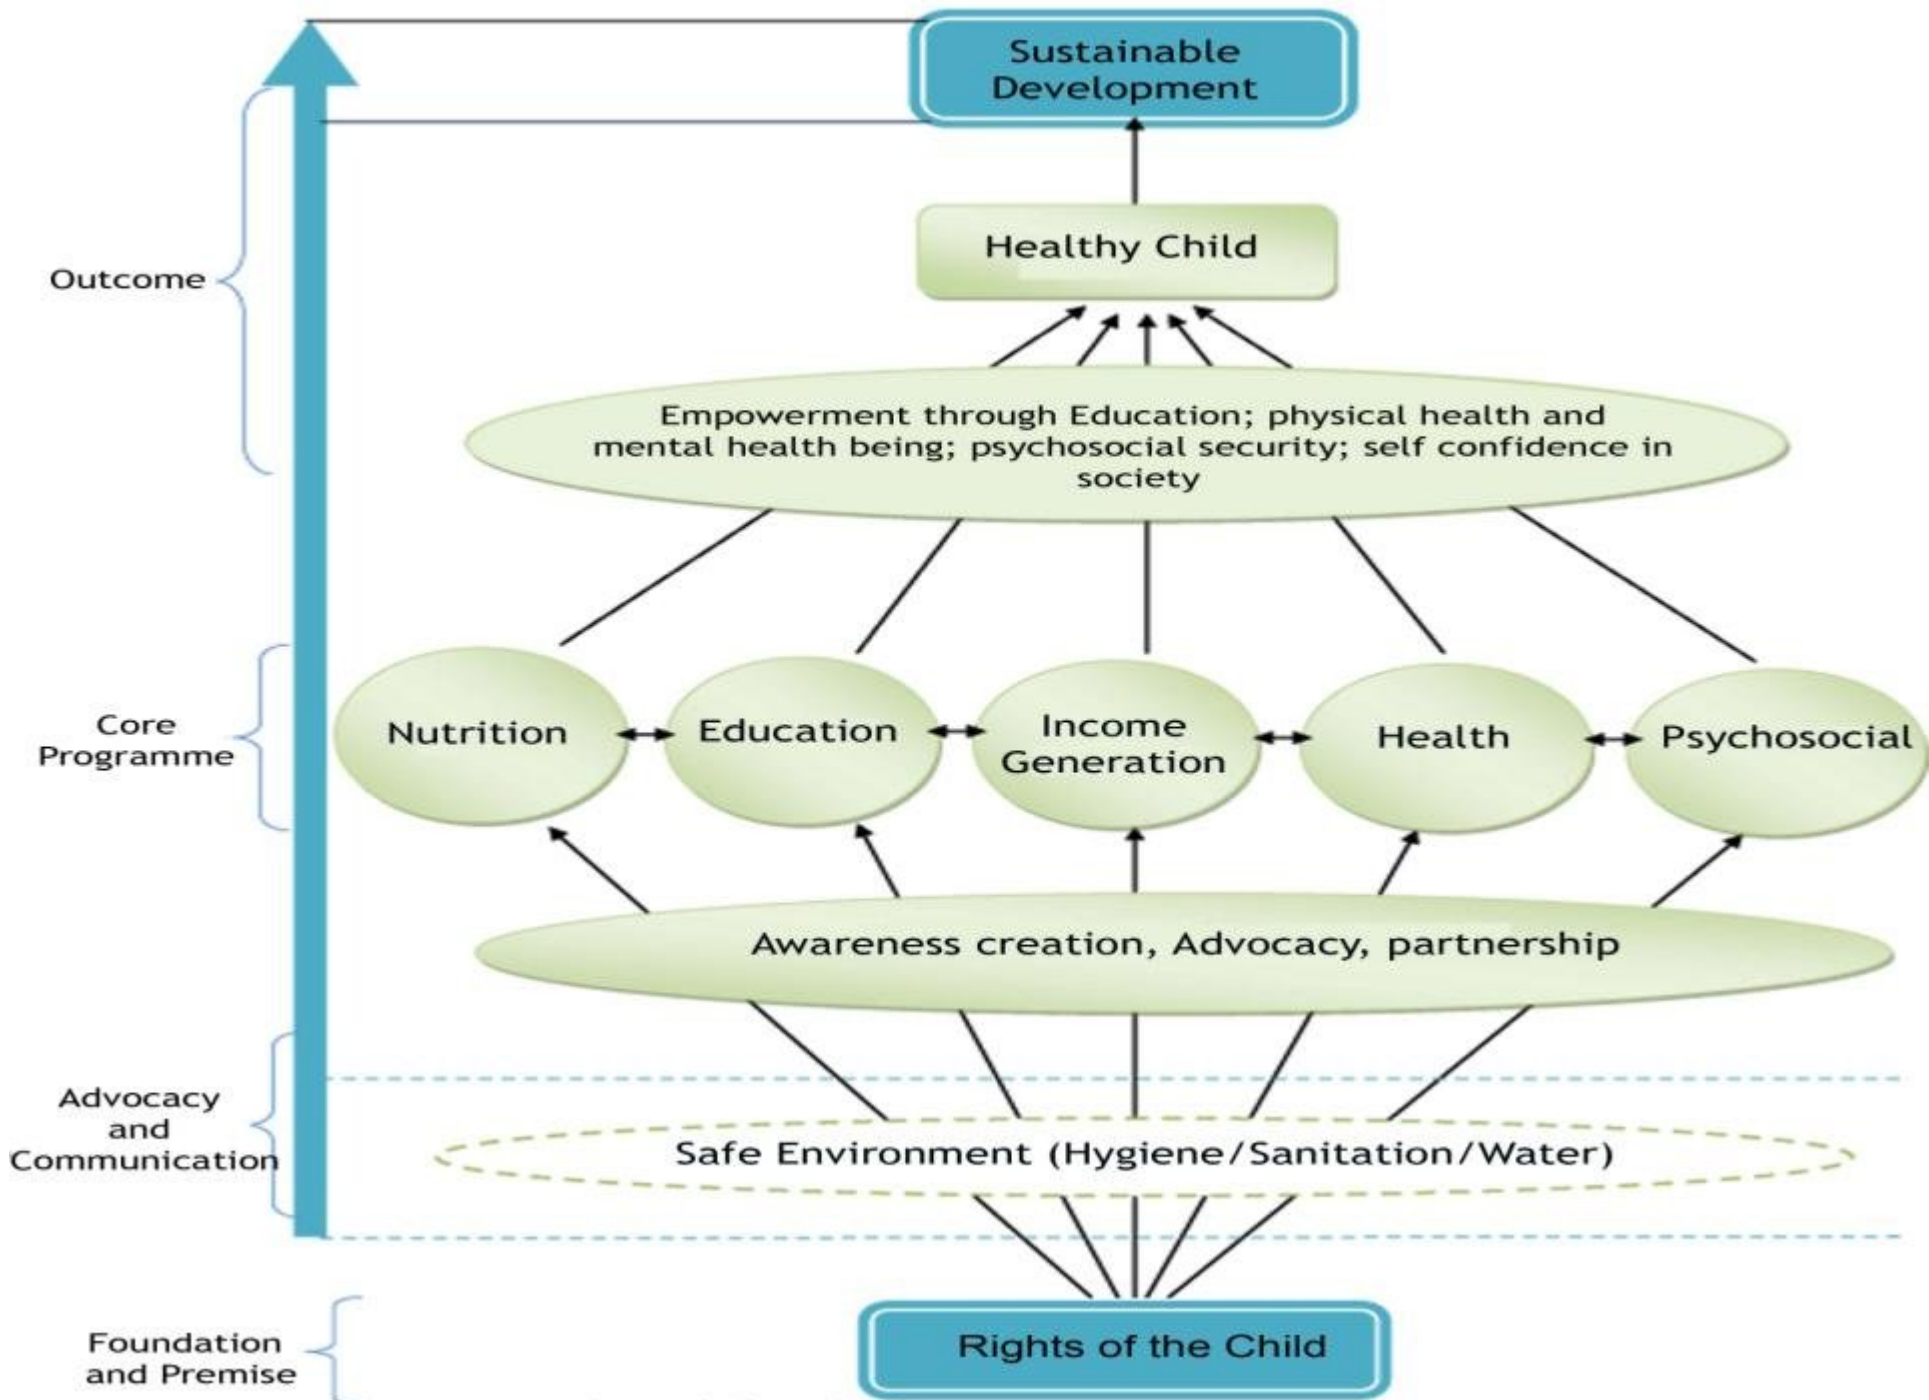 Sustainable
Development
Healthy Child
Outcome
Empowerment through Education; physical health and
mental health being; psychosocial security; self confidence in
society
Core
Programme
Nutrition
Education
Income
Generation
Health
Psychosocial
Awareness creation, Advocacy, partnership
Advocacy
and
Communication
Safe Environment (Hygiene/Sanitation/Water)
Foundation
and Premise
Rights of the Child